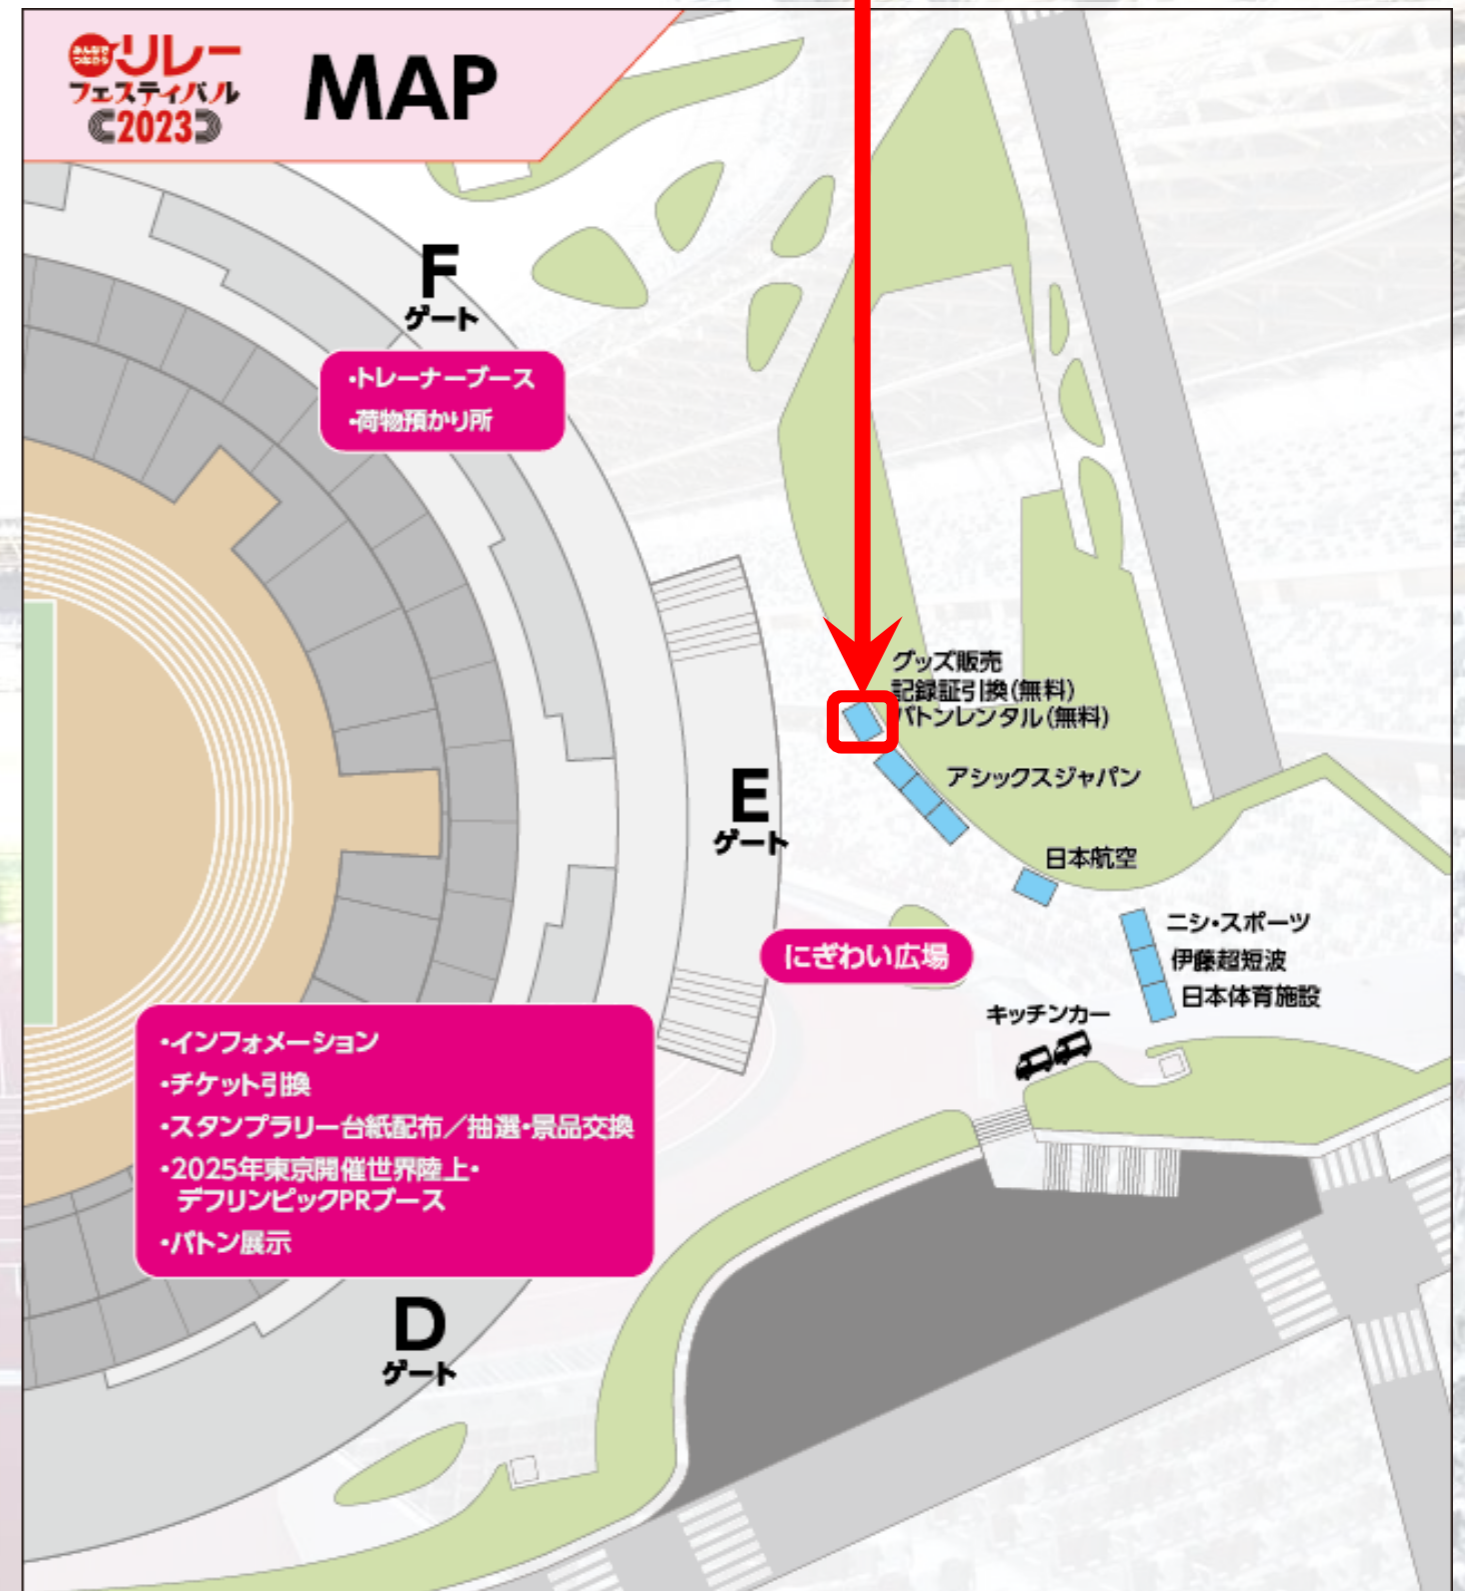 みんなで
つなごう
リレー
フェスティバル
2023
MAP
F
ゲート
・トレーナーブース
・荷物預かり所
グッズ販売
記録証引換(無料)
バトンレンタル(無料)
アシックスジャパン
E
ゲート
日本航空
ニシ・スポーツ
伊藤超短波
日本体育施設
にぎわい広場
キッチンカー
・インフォメーション
・チケット引換
・スタンプラリー台紙配布／抽選・景品交換
・2025年東京開催世界陸上・
デフリンピックPRブース
・バトン展示
D
ゲート